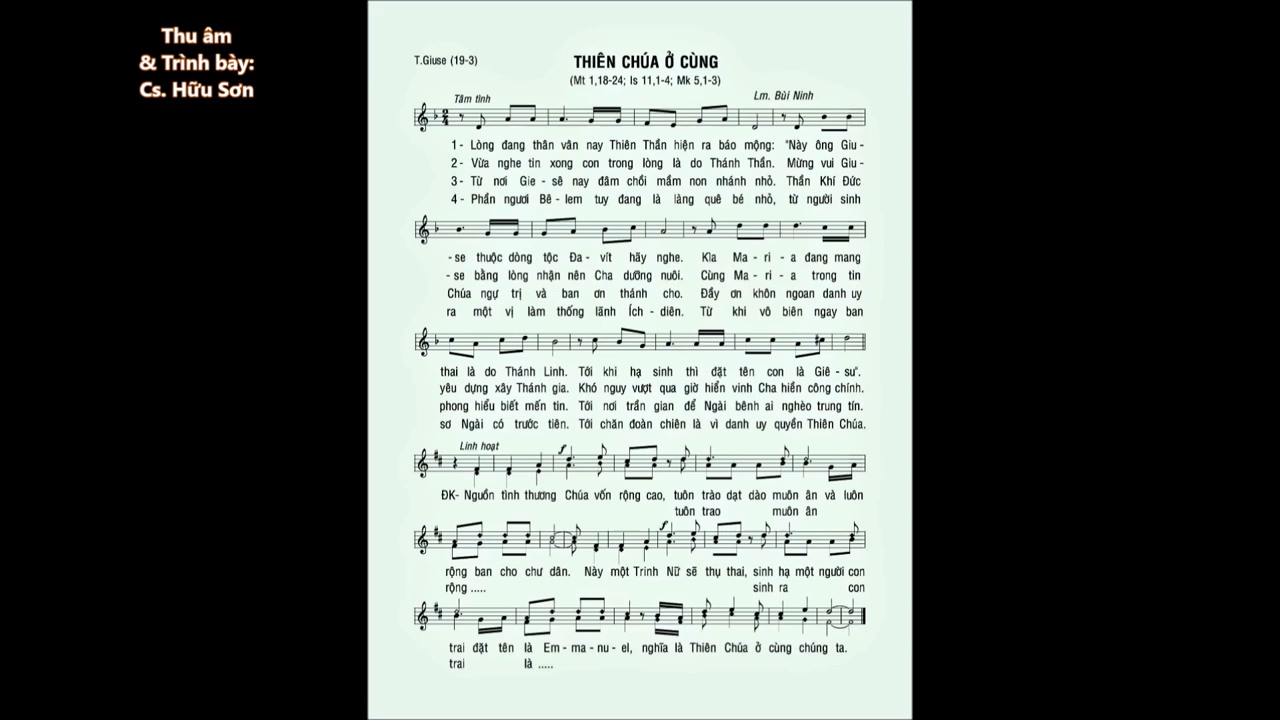 Thu âm
& Trình bày:
Cs. Hữu Sơn
T.Giuse (19-3)
THIÊN CHÚA Ở CÙNG
(Mt 1,18-24; Is 11,1-4; Mk 5,1-3)
Tâm tình
Lm. Bùi Ninh
1- Lòng đang thân vân nay Thiên Thần hiện ra báo mộng: "Này ông Giu -
2- Vừa nghe tin xong con trong lòng là do Thánh Thần. Mừng vui Giu -
3- Từ nơi Gie - sê nay đâm chồi mầm non nhánh nhỏ. Thần Khí Đức
4- Phần ngươi Bê - lem tuy đang là làng quê bé nhỏ, từ người sinh
-se thuộc dòng tộc Đa - vít hãy nghe. Kìa Ma - ri - a đang mang
-se bằng lòng nhận nên Cha dưỡng nuôi. Cùng Ma - ri - a trong tin
Chúa ngự trị và ban ơn thánh cho. Đầy ơn khôn ngoan danh uy
ra một vị làm thống lãnh Ích - diên. Từ khi vô biên ngay ban
thai là do Thánh Linh. Tới khi hạ sinh thì đặt tên con là Giê - su".
yêu dựng xây Thánh gia. Khó nguy vượt qua giờ hiển vinh Cha hiền công chính.
phong hiểu biết mến tin. Tới nơi trần gian để Ngài bênh ai nghèo trung tín.
sơ Ngài có trước tiên. Tới chăn đoàn chiên là vì danh uy quyền Thiên Chúa.
Linh hoạt
f
ĐK- Nguồn tình thương Chúa vốn rộng cao, tuôn trào dạt dào muôn ân và luôn
tuôn trao muôn ân
f
rộng ban cho chư dân. Này một Trinh Nữ sẽ thụ thai, sinh hạ một người con
rộng ..... sinh ra con
trai đặt tên là Em - ma - nu - el, nghĩa là Thiên Chúa ở cùng chúng ta.
trai là .....